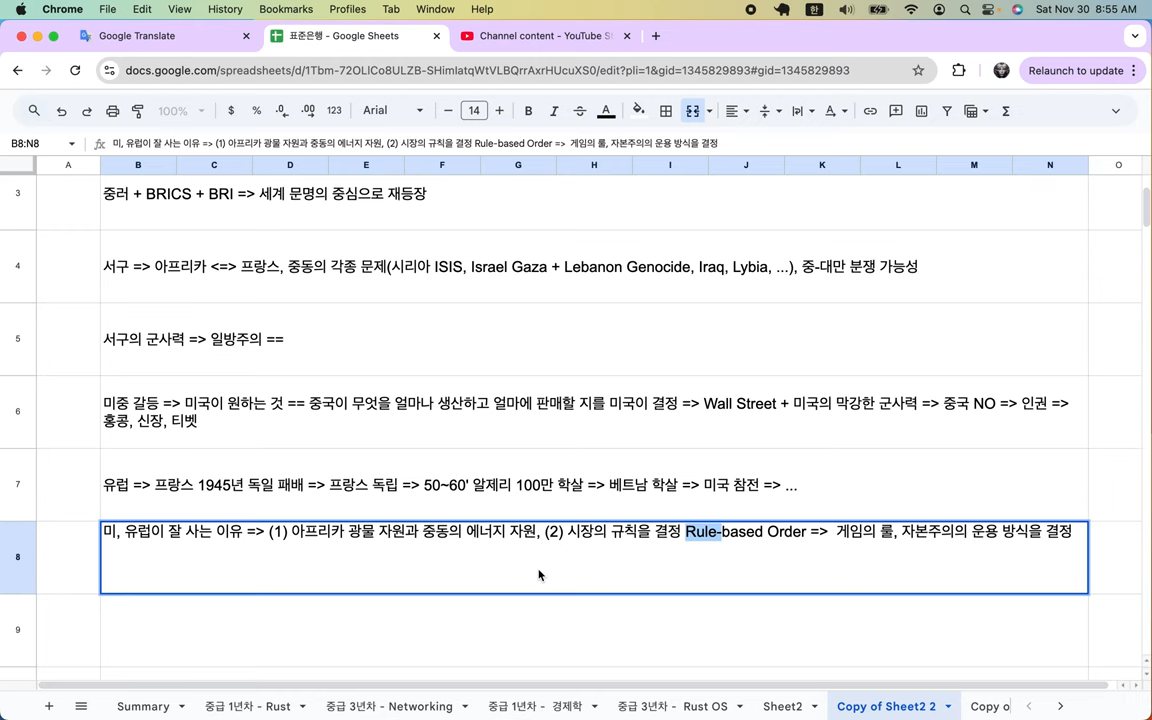 Chrome File Edit View History Bookmarks Profiles Tab Window Help 한 Sat Nov 30 8:55 AM
Google Translate 표준은행 - Google Sheets Channel content - YouTube S
docs.google.com/spreadsheets/d/1Tbm-72OLlCo8ULZB-SHimlatqWtVLBQrrAxrHUcuXS0/edit?pli=1&gid=1345829893#gid=1345829893 Relaunch to update
100% $ % .0 .00 123 Arial 14 B I A
B8:N8 fx 미, 유럽이 잘 사는 이유 => (1) 아프리카 광물 자원과 중동의 에너지 자원, (2) 시장의 규칙을 결정 Rule-based Order => 게임의 룰, 자본주의의 운용 방식을 결정
A B C D E F G H I J K L M N O
3 중러 + BRICS + BRI => 세계 문명의 중심으로 재등장
4 서구 => 아프리카 <=> 프랑스, 중동의 각종 문제(시리아 ISIS, Israel Gaza + Lebanon Genocide, Iraq, Lybia, ...), 중-대만 분쟁 가능성
5 서구의 군사력 => 일방주의 ==
6 미중 갈등 => 미국이 원하는 것 == 중국이 무엇을 얼마나 생산하고 얼마에 판매할 지를 미국이 결정 => Wall Street + 미국의 막강한 군사력 => 중국 NO => 인권 =>
홍콩, 신장, 티벳
7 유럽 => 프랑스 1945년 독일 패배 => 프랑스 독립 => 50~60' 알제리 100만 학살 => 베트남 학살 => 미국 참전 => ...
8 미, 유럽이 잘 사는 이유 => (1) 아프리카 광물 자원과 중동의 에너지 자원, (2) 시장의 규칙을 결정 Rule-based Order => 게임의 룰, 자본주의의 운용 방식을 결정
9
Summary 중급 1년차 - Rust 중급 3년차 - Networking 중급 1년차 - 경제학 중급 3년차 - Rust OS Sheet2 Copy of Sheet2 2 Copy o